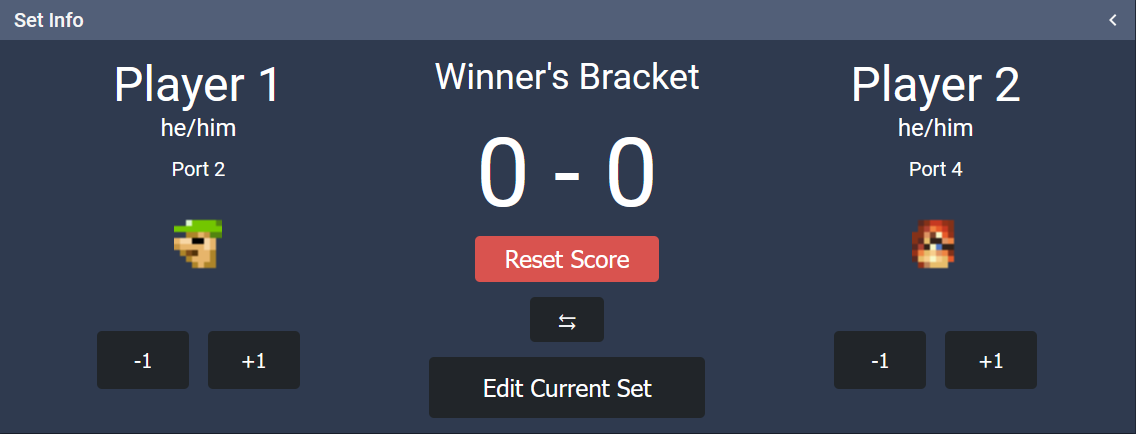 Set Info
Player 1
he/him
Port 2
-1 +1
Winner's Bracket
0 - 0
Reset Score
Edit Current Set
Player 2
he/him
Port 4
-1 +1